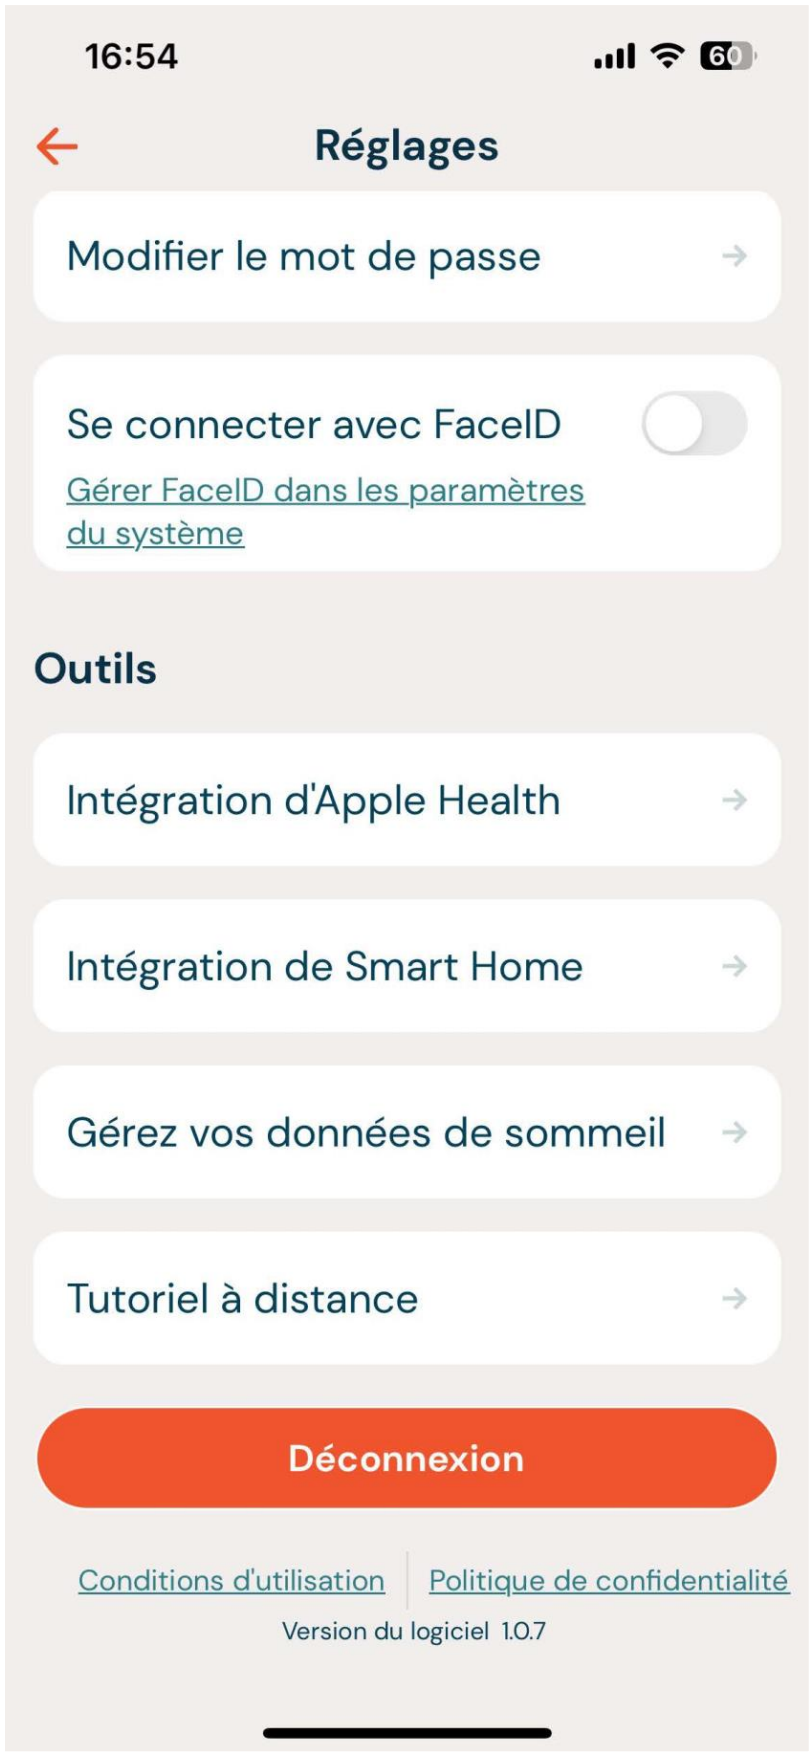 16:54
60
Réglages
Modifier le mot de passe
Se connecter avec FaceID
Gérer FaceID dans les paramètres
du système
Outils
Intégration d'Apple Health
Intégration de Smart Home
Gérez vos données de sommeil
Tutoriel à distance
Déconnexion
Conditions d'utilisation
Politique de confidentialité
Version du logiciel 1.0.7